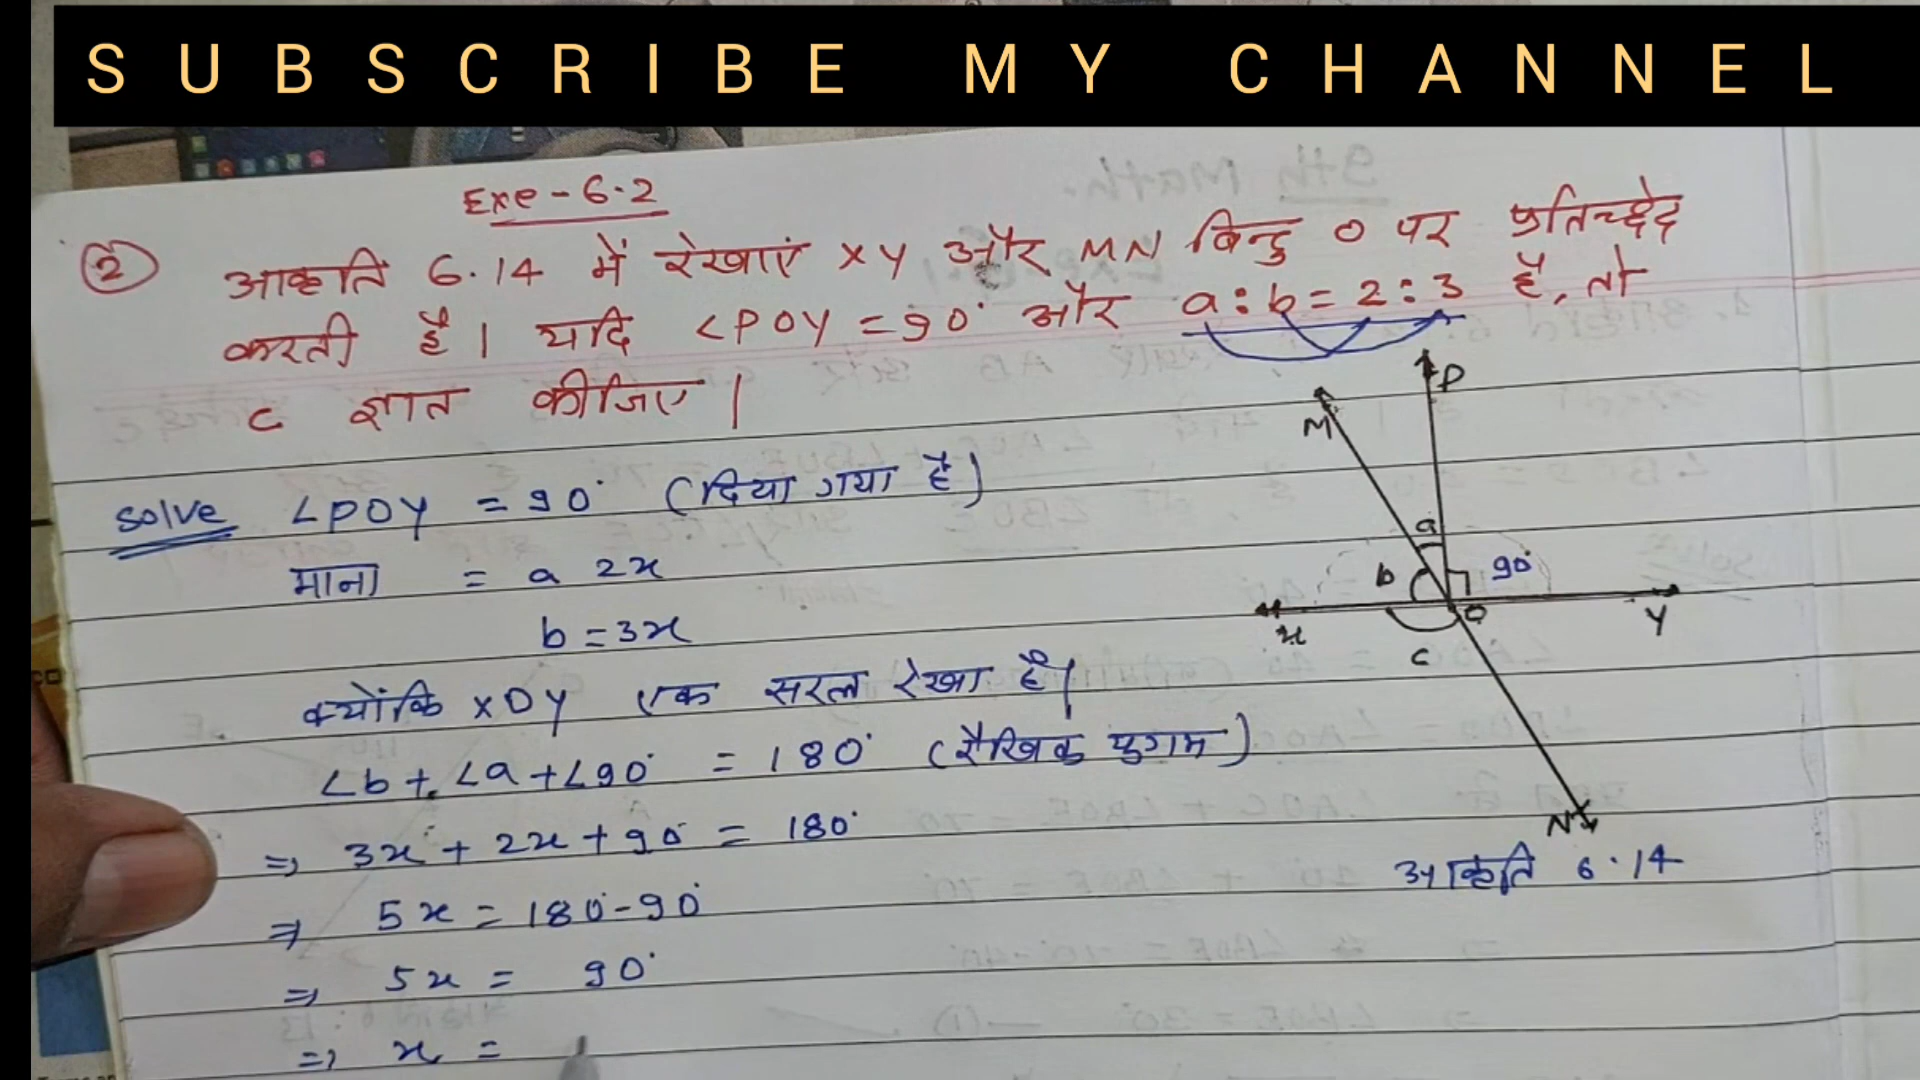 SUBSCRIBE MY CHANNEL
Exe-6.2
② आकृति 6.14 में रेखाएं XY और MN बिन्दु O पर प्रतिच्छेद
करती है। यदि ∠POY = 90° और a:b = 2:3 है, तो
c ज्ञात कीजिए।
solve ∠POY = 90° (दिया गया है)
माना = a 2x
b = 3x
क्योंकि XOY एक सरल रेखा है।
∠b + ∠a + ∠90° = 180° (रैखिक युगम)
⇒ 3x + 2x + 90° = 180°
⇒ 5x = 180° - 90°
⇒ 5x = 90°
⇒ x =
P
M
a
b
90°
O
x
Y
c
N
आकृति 6.14